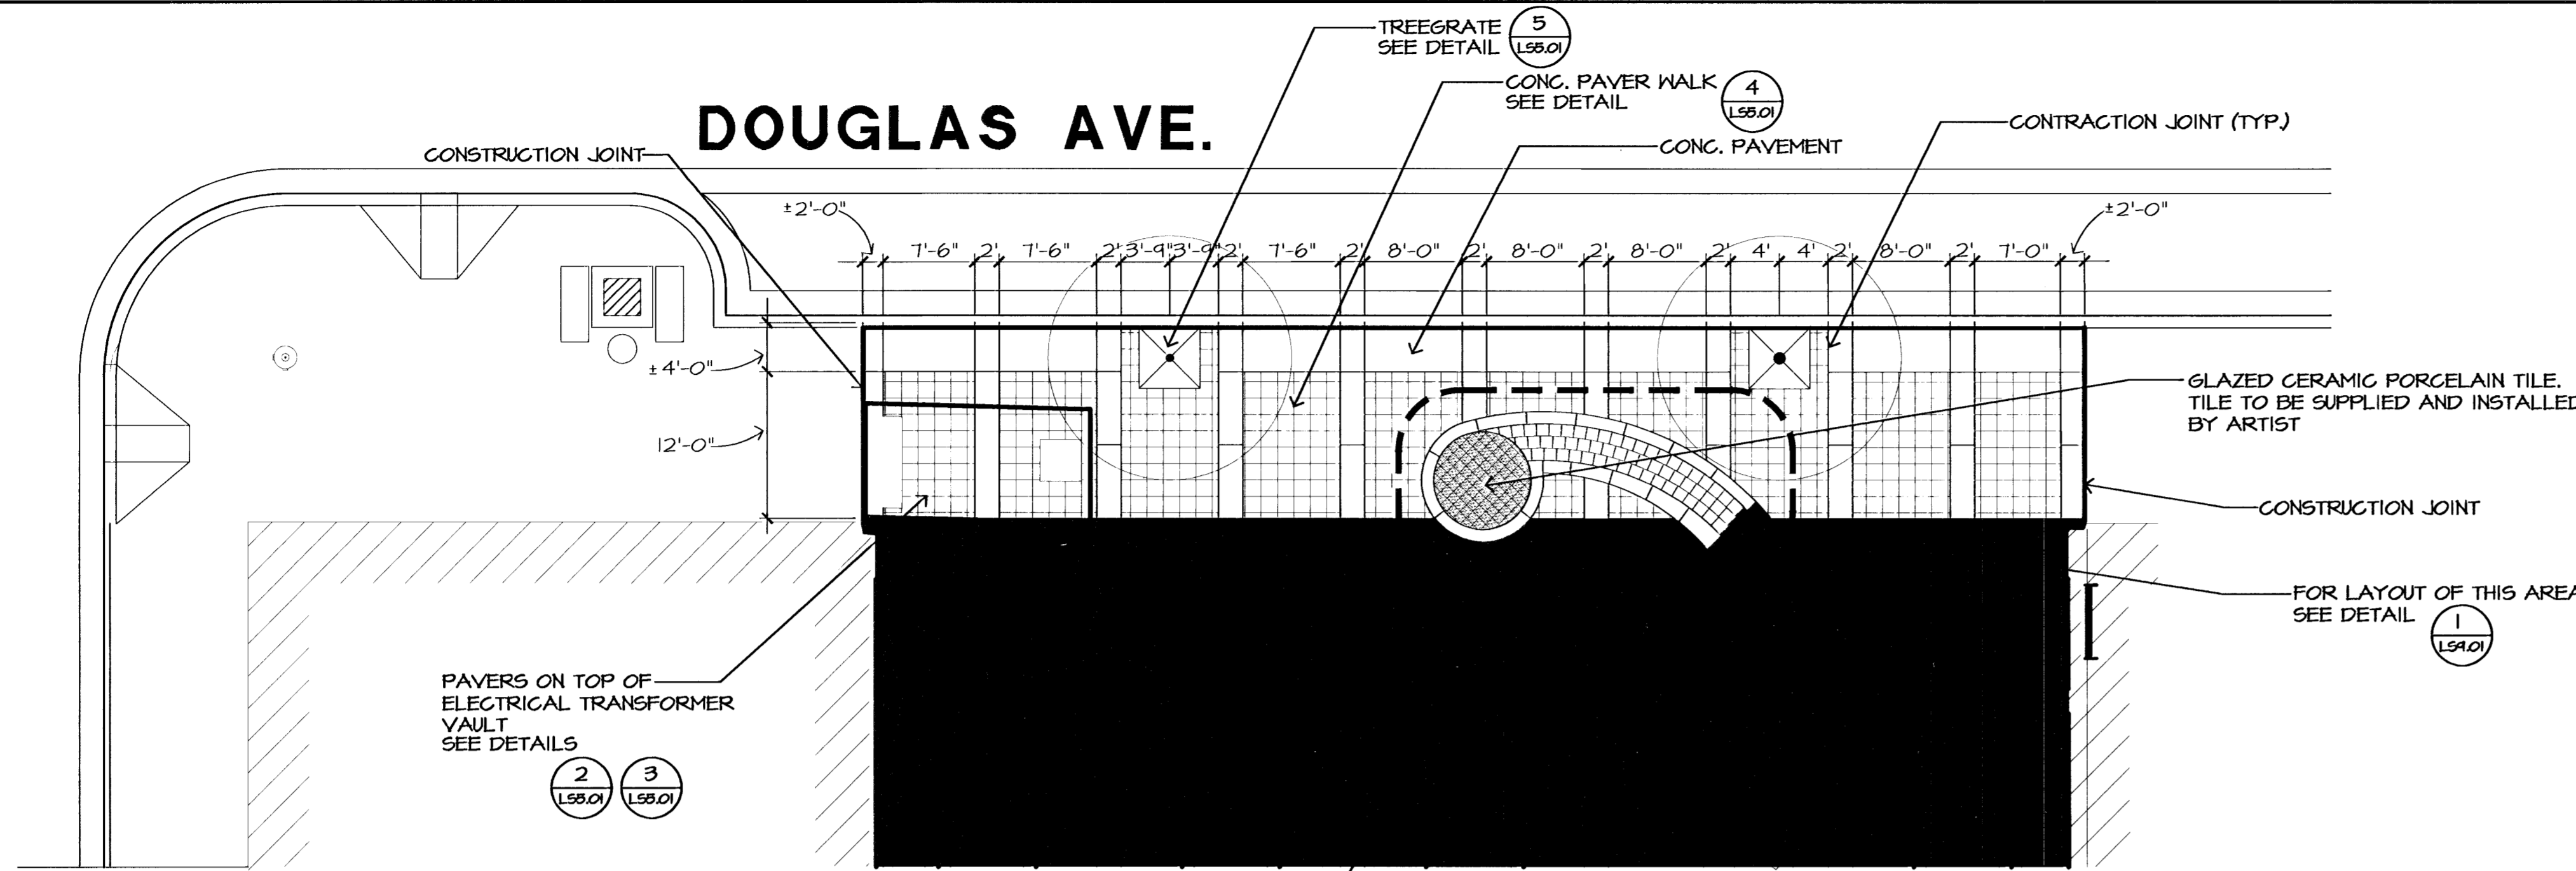 TREEGRATE
SEE DETAIL
5
LS5.01
CONC. PAVER WALK
SEE DETAIL
4
LS5.01
DOUGLAS AVE.
CONTRACTION JOINT (TYP.)
CONSTRUCTION JOINT
CONC. PAVEMENT
±2'-0"
±2'-0"
7'-6" 2' 7'-6" 2' 3'-9" 3'-9" 2' 7'-6" 2' 8'-0" 2' 8'-0" 2' 8'-0" 2' 4' 4' 2' 8'-0" 2' 7'-0"
±4'-0"
12'-0"
GLAZED CERAMIC PORCELAIN TILE.
TILE TO BE SUPPLIED AND INSTALLED
BY ARTIST
CONSTRUCTION JOINT
FOR LAYOUT OF THIS AREA
SEE DETAIL
1
LS9.01
PAVERS ON TOP OF
ELECTRICAL TRANSFORMER
VAULT
SEE DETAILS
2
LS5.01
3
LS5.01